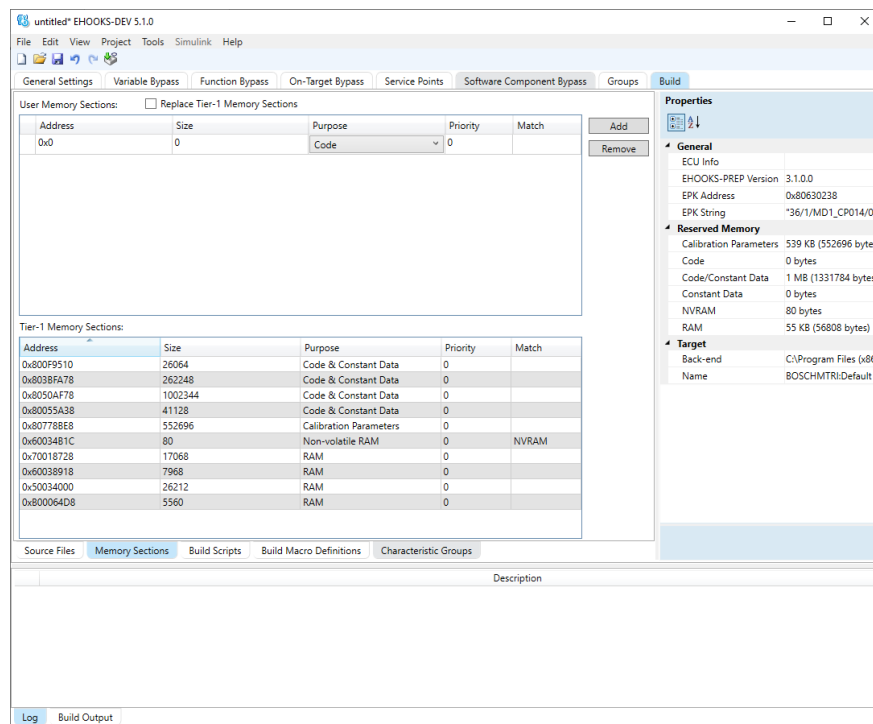 untitled* EHOOKS-DEV 5.1.0
File Edit View Project Tools Simulink Help
General Settings Variable Bypass Function Bypass On-Target Bypass Service Points Software Component Bypass Groups Build
User Memory Sections: Replace Tier-1 Memory Sections
Address Size Purpose Priority Match
0x0 0 Code 0
Add
Remove
Tier-1 Memory Sections:
Address Size Purpose Priority Match
0x800F9510 26064 Code & Constant Data 0
0x803BFA78 262248 Code & Constant Data 0
0x8050AF78 1002344 Code & Constant Data 0
0x80055A38 41128 Code & Constant Data 0
0x80778BE8 552696 Calibration Parameters 0
0x60034B1C 80 Non-volatile RAM 0 NVRAM
0x70018728 17068 RAM 0
0x60038918 7968 RAM 0
0x50034000 26212 RAM 0
0xB00064D8 5560 RAM 0
Source Files Memory Sections Build Scripts Build Macro Definitions Characteristic Groups
Properties
General
ECU Info
EHOOKS-PREP Version 3.1.0.0
EPK Address 0x80630238
EPK String "36/1/MD1_CP014/0
Reserved Memory
Calibration Parameters 539 KB (552696 byte
Code 0 bytes
Code/Constant Data 1 MB (1331784 bytes
Constant Data 0 bytes
NVRAM 80 bytes
RAM 55 KB (56808 bytes)
Target
Back-end C:\Program Files (x86
Name BOSCHMTRI:Default
Description
Log Build Output